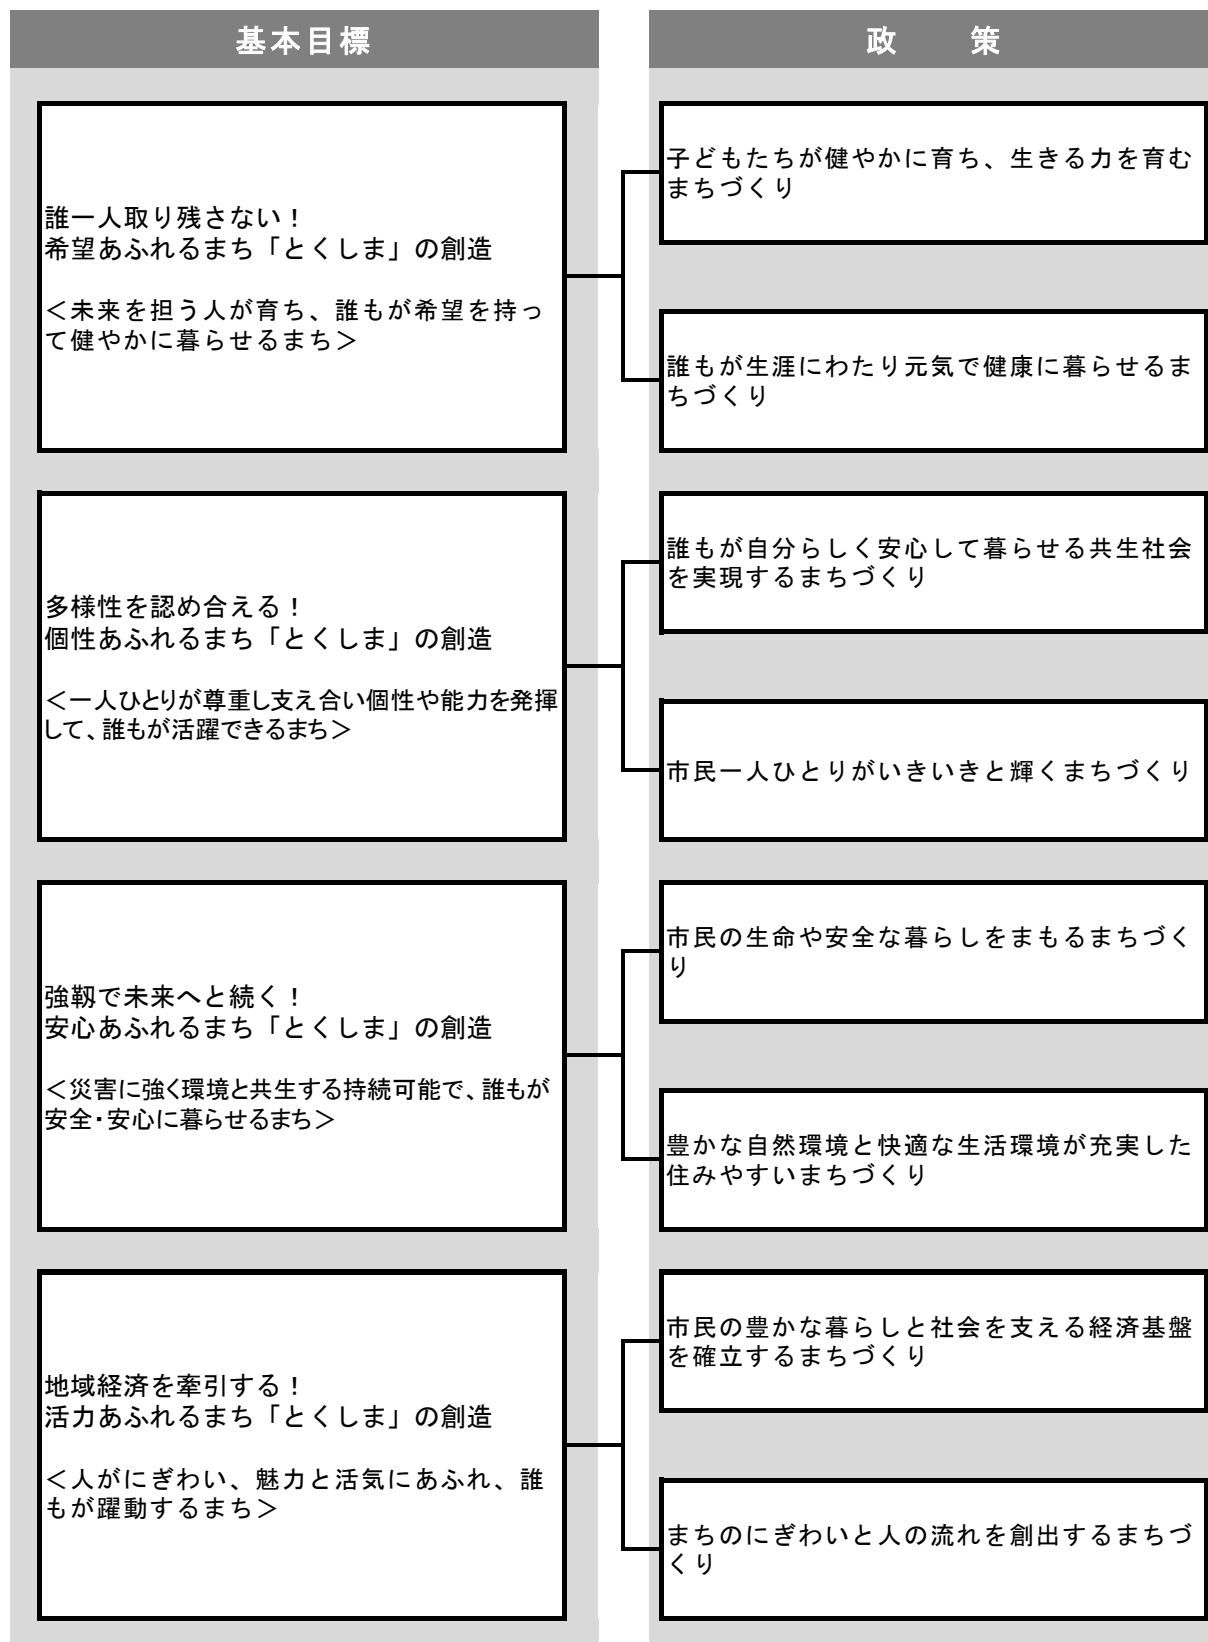 基本目標
政　　策
誰一人取り残さない！
希望あふれるまち「とくしま」の創造
＜未来を担う人が育ち、誰もが希望を持っ
て健やかに暮らせるまち＞
子どもたちが健やかに育ち、生きる力を育む
まちづくり
誰もが生涯にわたり元気で健康に暮らせるま
ちづくり
多様性を認め合える！
個性あふれるまち「とくしま」の創造
＜一人ひとりが尊重し支え合い個性や能力を発揮
して、誰もが活躍できるまち＞
誰もが自分らしく安心して暮らせる共生社会
を実現するまちづくり
市民一人ひとりがいきいきと輝くまちづくり
強靱で未来へと続く！
安心あふれるまち「とくしま」の創造
＜災害に強く環境と共生する持続可能で、誰もが
安全・安心に暮らせるまち＞
市民の生命や安全な暮らしをまもるまちづく
り
豊かな自然環境と快適な生活環境が充実した
住みやすいまちづくり
地域経済を牽引する！
活力あふれるまち「とくしま」の創造
＜人がにぎわい、魅力と活気にあふれ、誰
もが躍動するまち＞
市民の豊かな暮らしと社会を支える経済基盤
を確立するまちづくり
まちのにぎわいと人の流れを創出するまちづ
くり